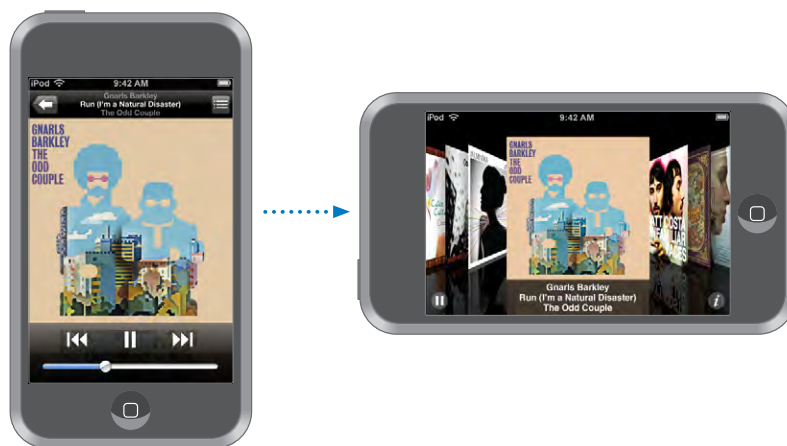 iPod
9:42 AM
Gnarls Barkley
Run (I'm a Natural Disaster)
The Odd Couple
GNARLS
BARKLEY
THE
ODD
COUPLE
iPod
9:42 AM
GNARLS
BARKLEY
THE
ODD
COUPLE
Gnarls Barkley
Run (I'm a Natural Disaster)
The Odd Couple
i